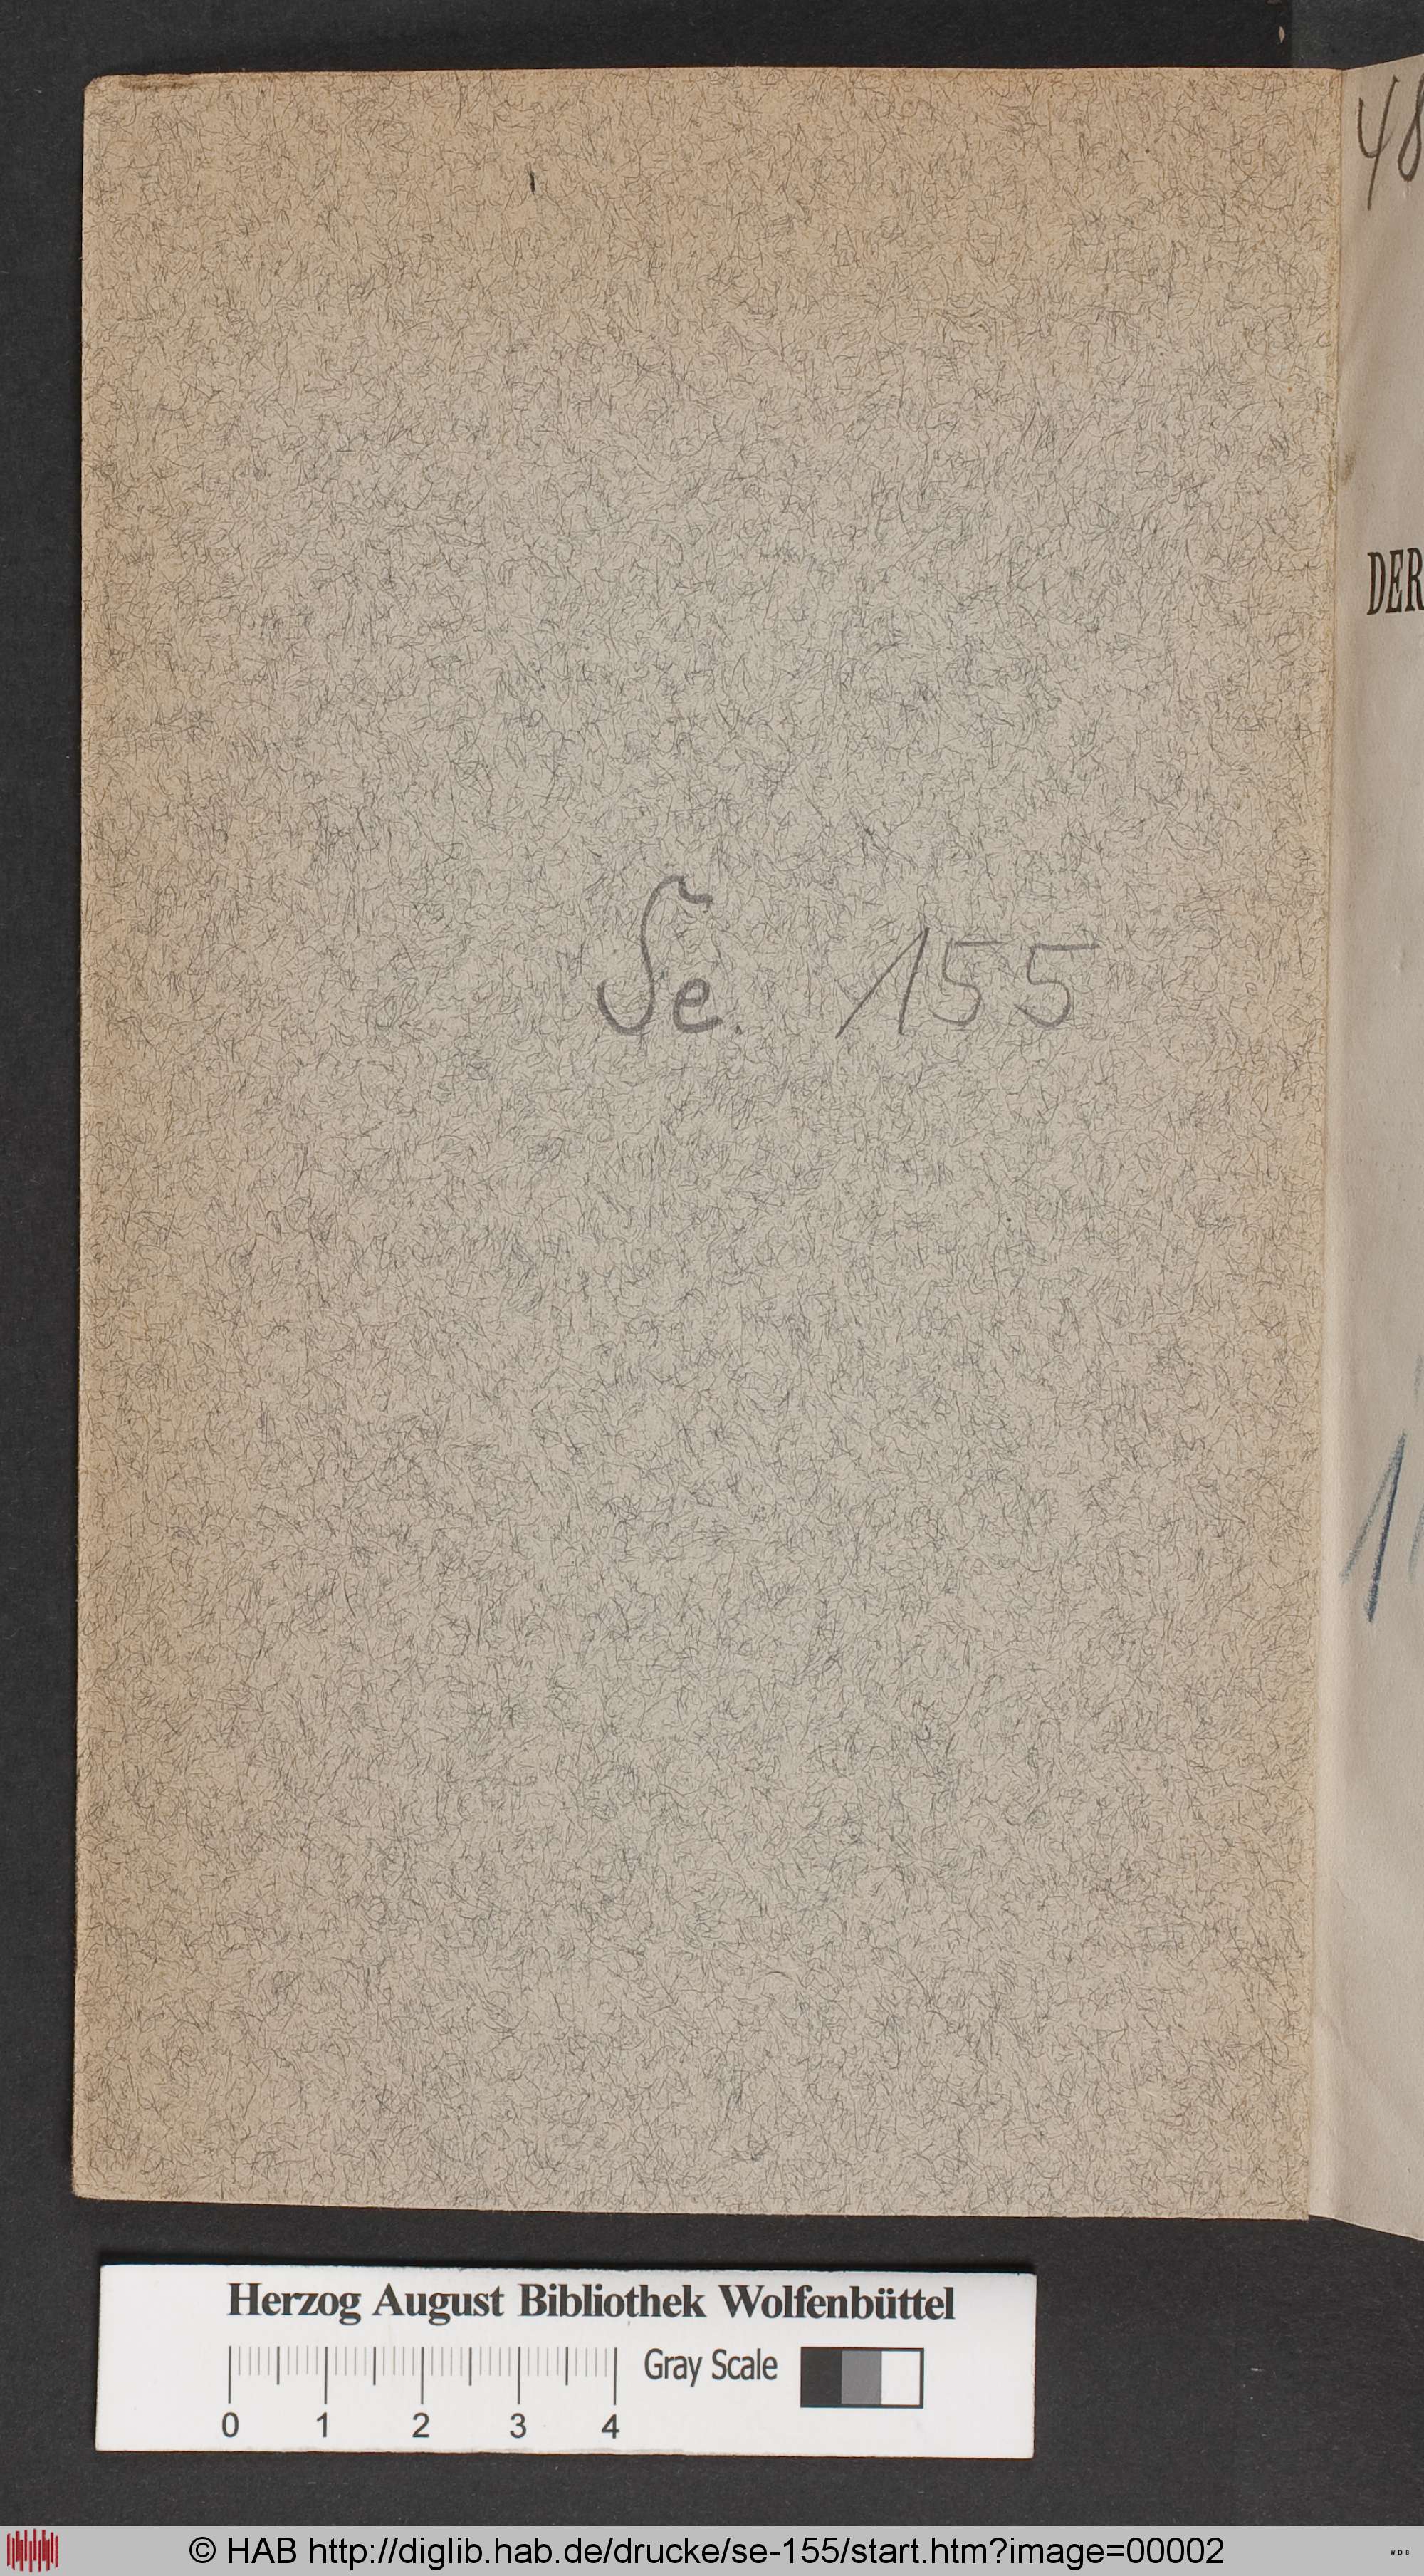 48
DER
Se. 155
1
Herzog August Bibliothek Wolfenbüttel
Gray Scale
0 1 2 3 4
© HAB http://diglib.hab.de/drucke/se-155/start.htm?image=00002
WDB